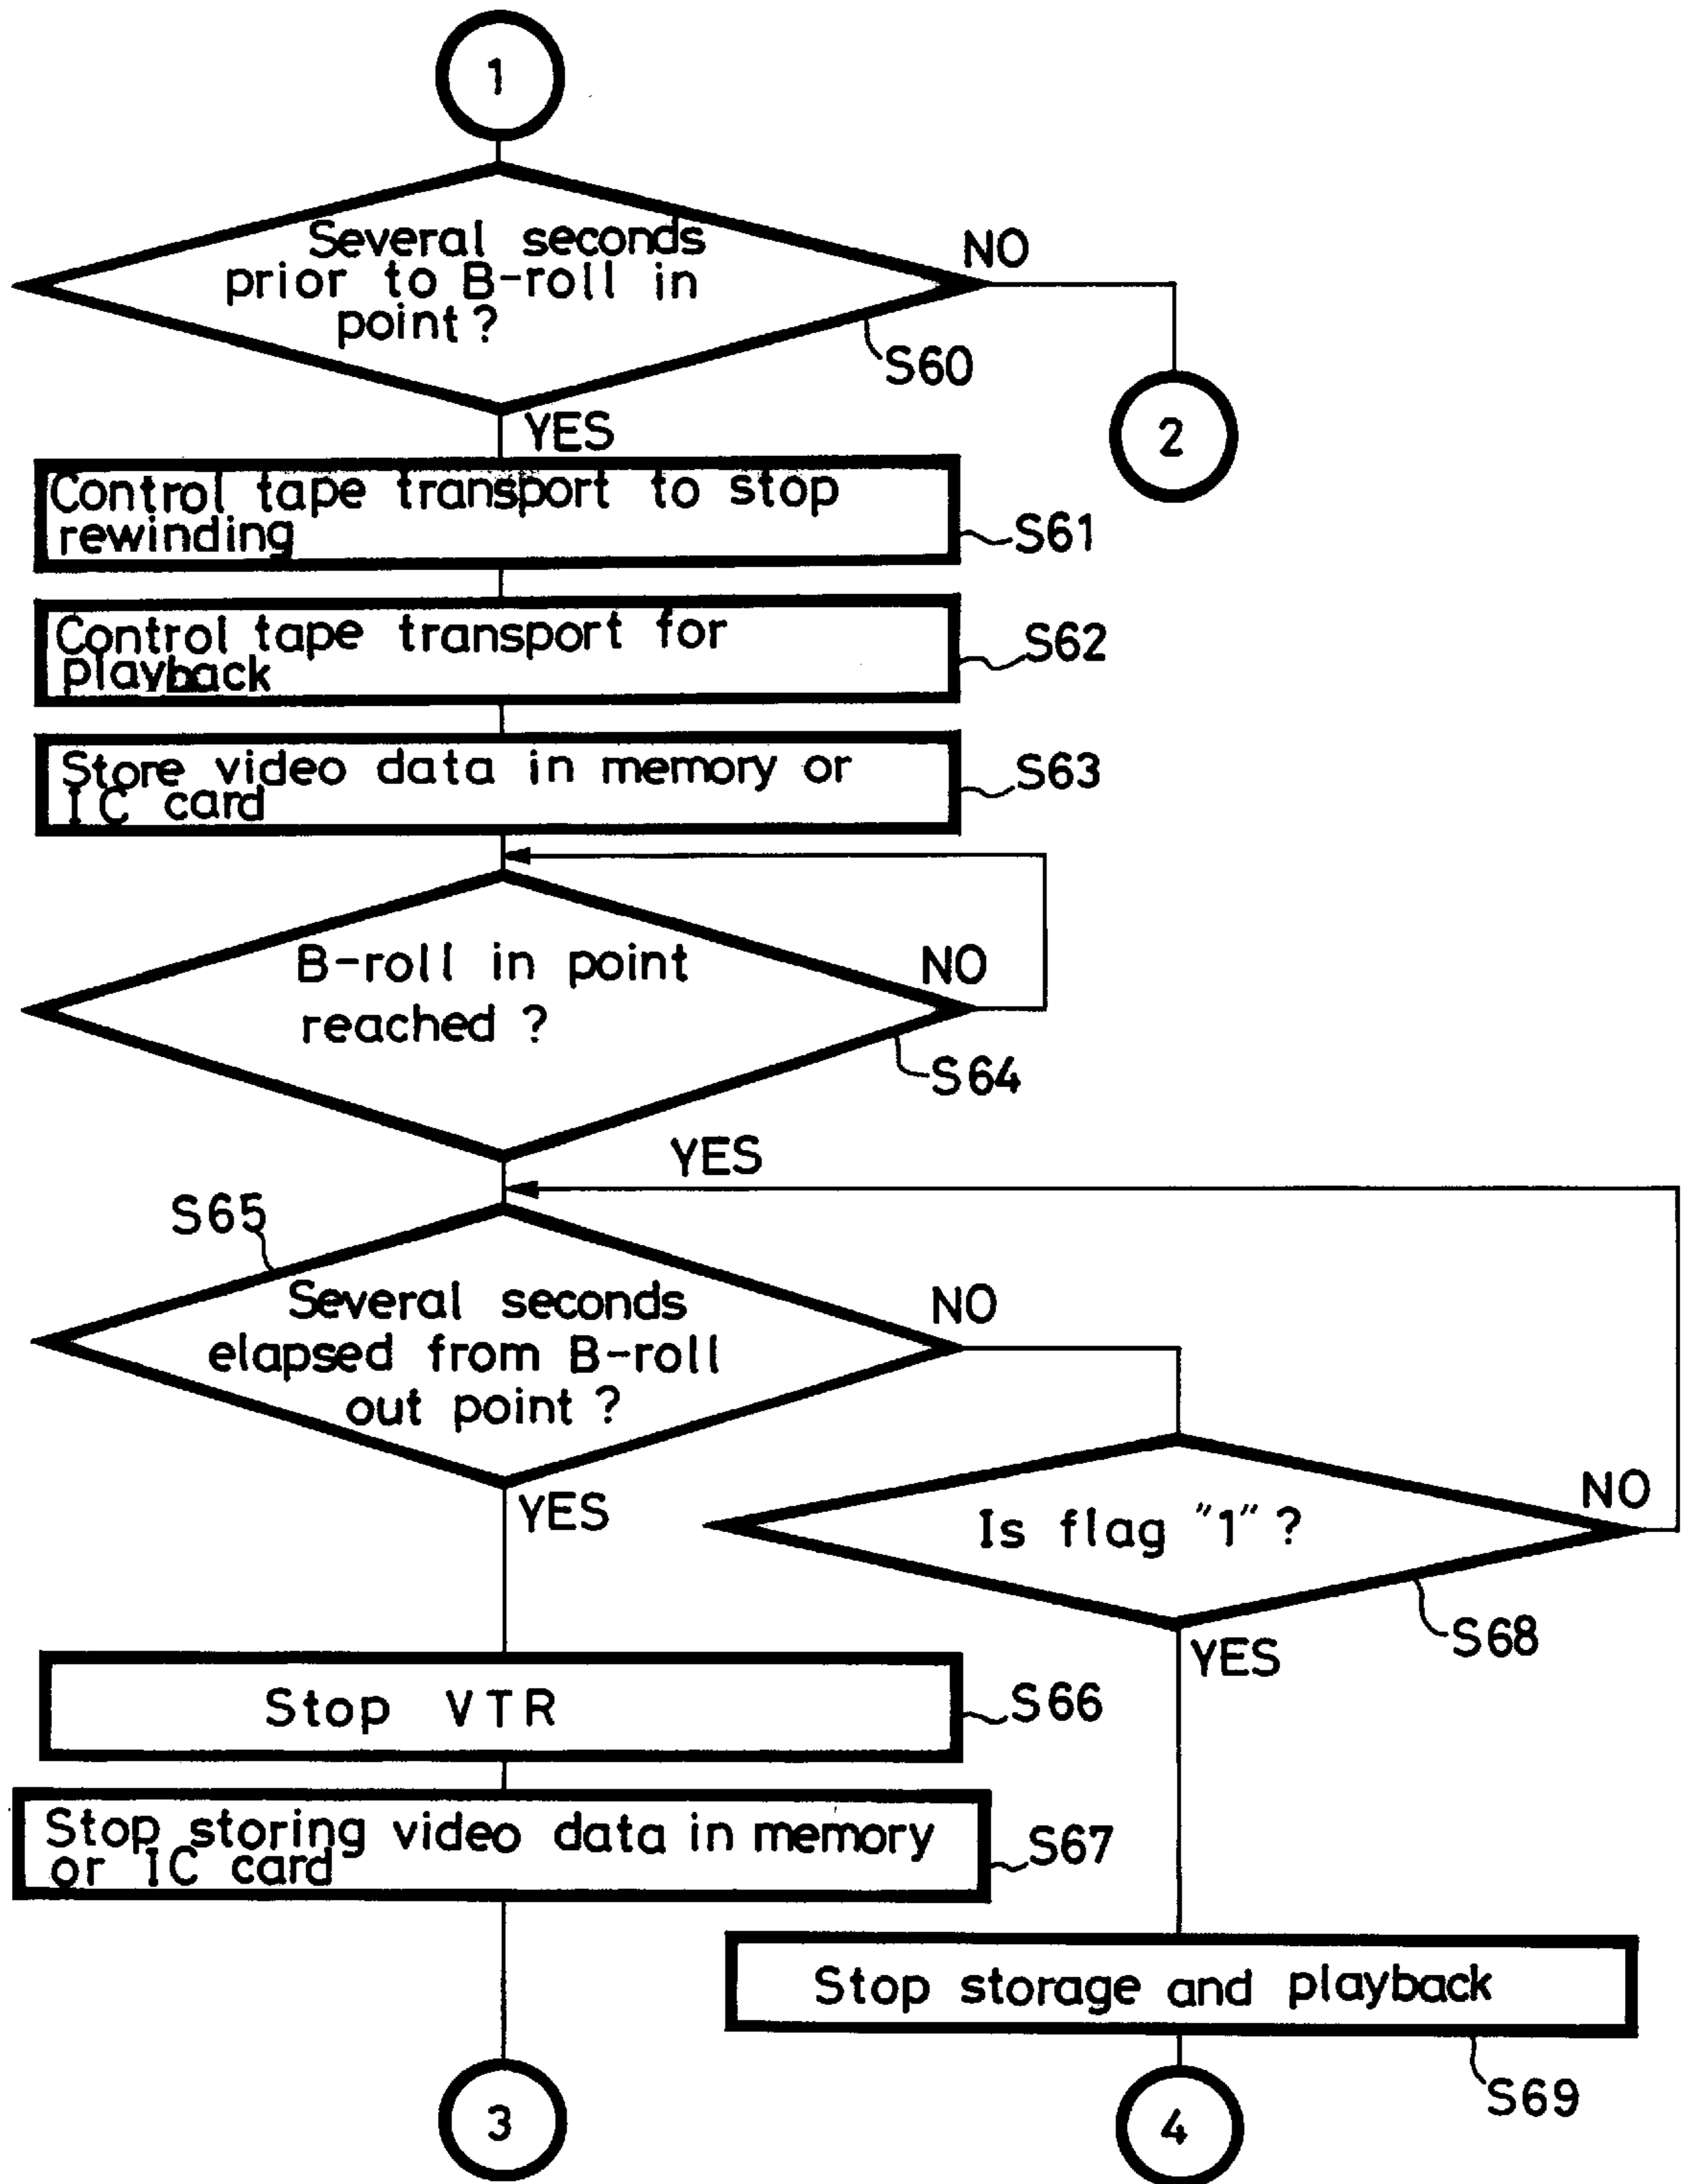 1
Several seconds
prior to B-roll in
point ?
NO
S60
2
YES
Control tape transport to stop
rewinding
S61
Control tape transport for
playback
S62
Store video data in memory or
IC card
S63
B-roll in point
reached ?
NO
S64
YES
S65
Several seconds
elapsed from B-roll
out point ?
NO
YES
Is flag "1" ?
NO
S68
YES
Stop VTR
S66
Stop storing video data in memory
or IC card
S67
Stop storage and playback
S69
3
4